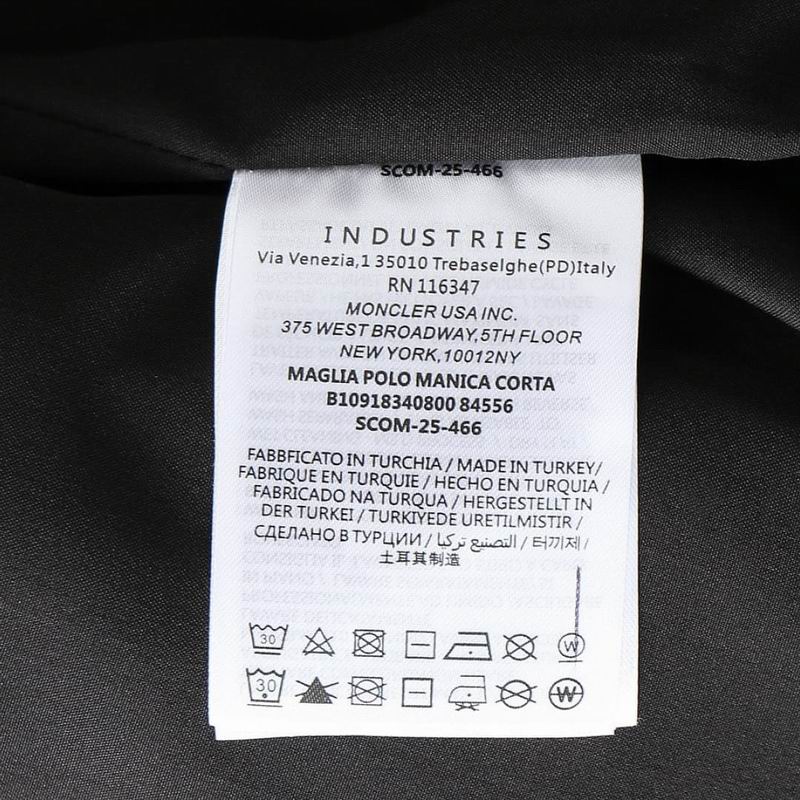 SCOM-25-466
INDUSTRIES
Via Venezia,1 35010 Trebaselghe(PD)Italy
RN 116347
MONCLER USA INC.
375 WEST BROADWAY,5TH FLOOR
NEW YORK,10012NY
MAGLIA POLO MANICA CORTA
B10918340800 84556
SCOM-25-466
FABBFICATO IN TURCHIA / MADE IN TURKEY/
FABRIQUE EN TURQUIE / HECHO EN TURQUIA /
FABRICADO NA TURQUA / HERGESTELLT IN
DER TURKEI / TURKIYEDE URETILMISTIR /
СДЕЛАНО В ТУРЦИИ / التصنيع تركيا / 터끼제 /
土耳其制造
30 W
30 W